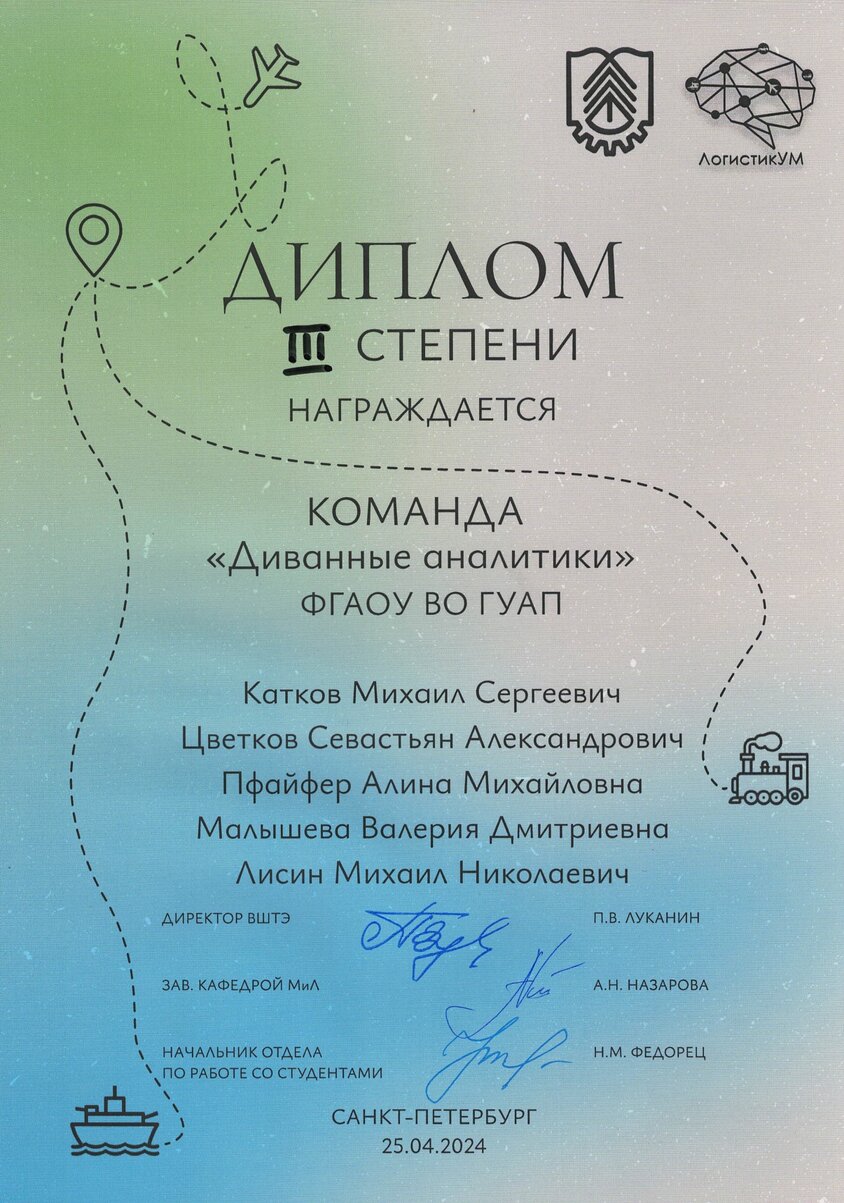 ЛогистикУМ
ДИПЛОМ
III СТЕПЕНИ
НАГРАЖДАЕТСЯ
КОМАНДА
«Диванные аналитики»
ФГАОУ ВО ГУАП
Катков Михаил Сергеевич
Цветков Севастьян Александрович
Пфайфер Алина Михайловна
Малышева Валерия Дмитриевна
Лисин Михаил Николаевич
ДИРЕКТОР ВШТЭ П.В. ЛУКАНИН
ЗАВ. КАФЕДРОЙ МиЛ А.Н. НАЗАРОВА
НАЧАЛЬНИК ОТДЕЛА
ПО РАБОТЕ СО СТУДЕНТАМИ Н.М. ФЕДОРЕЦ
САНКТ-ПЕТЕРБУРГ
25.04.2024